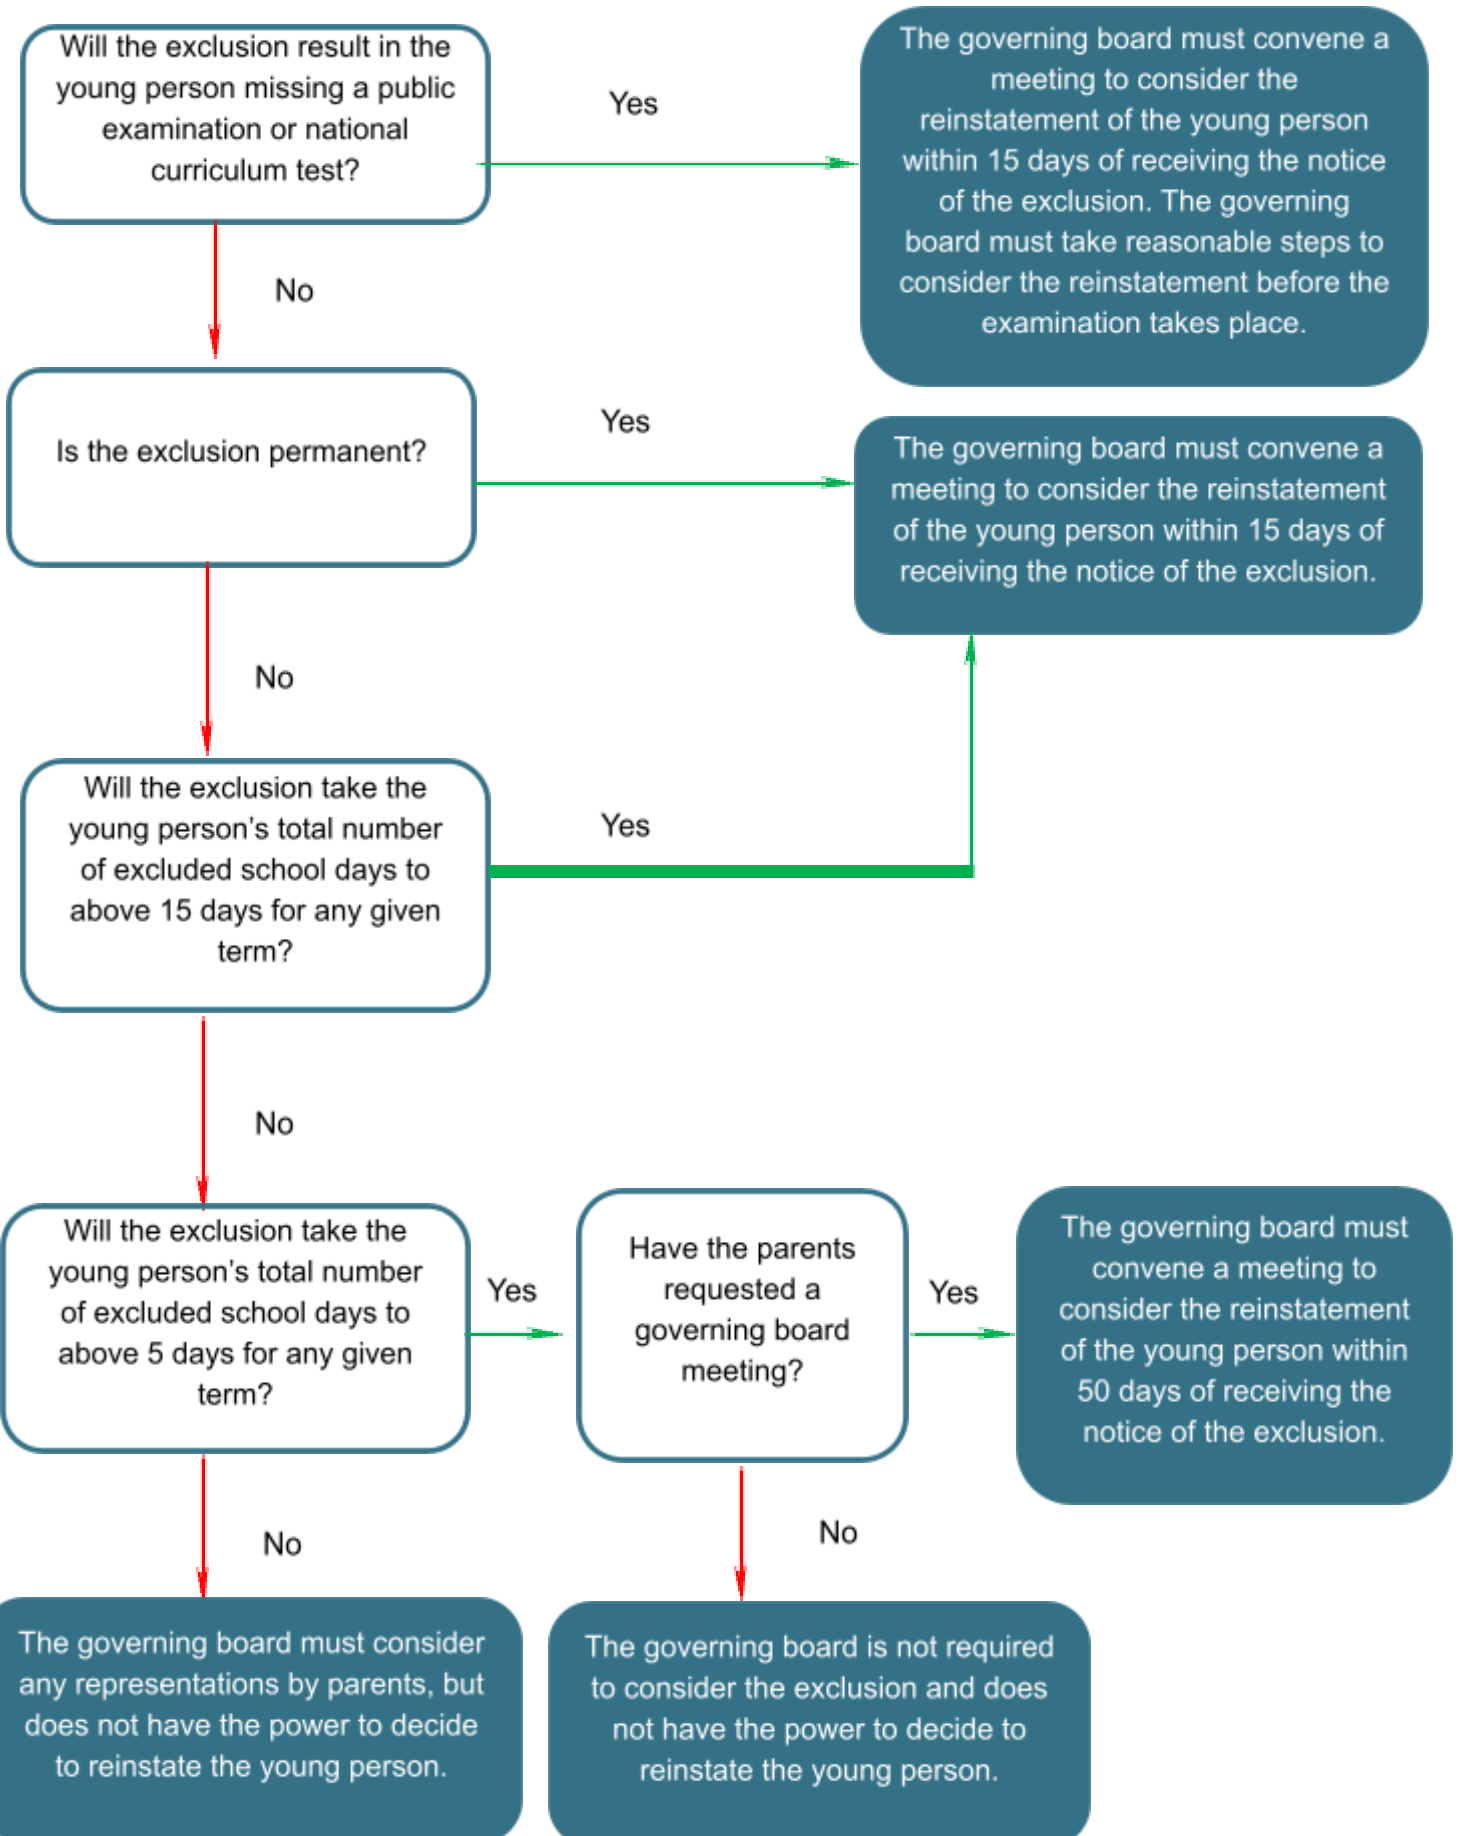 Will the exclusion result in the
young person missing a public
examination or national
curriculum test?
Yes
The governing board must convene a
meeting to consider the
reinstatement of the young person
within 15 days of receiving the notice
of the exclusion. The governing
board must take reasonable steps to
consider the reinstatement before the
examination takes place.
No
Is the exclusion permanent?
Yes
The governing board must convene a
meeting to consider the reinstatement
of the young person within 15 days of
receiving the notice of the exclusion.
No
Will the exclusion take the
young person's total number
of excluded school days to
above 15 days for any given
term?
Yes
No
Will the exclusion take the
young person's total number
of excluded school days to
above 5 days for any given
term?
Yes
Have the parents
requested a
governing board
meeting?
Yes
The governing board must
convene a meeting to
consider the reinstatement
of the young person within
50 days of receiving the
notice of the exclusion.
No
No
The governing board must consider
any representations by parents, but
does not have the power to decide
to reinstate the young person.
The governing board is not required
to consider the exclusion and does
not have the power to decide to
reinstate the young person.